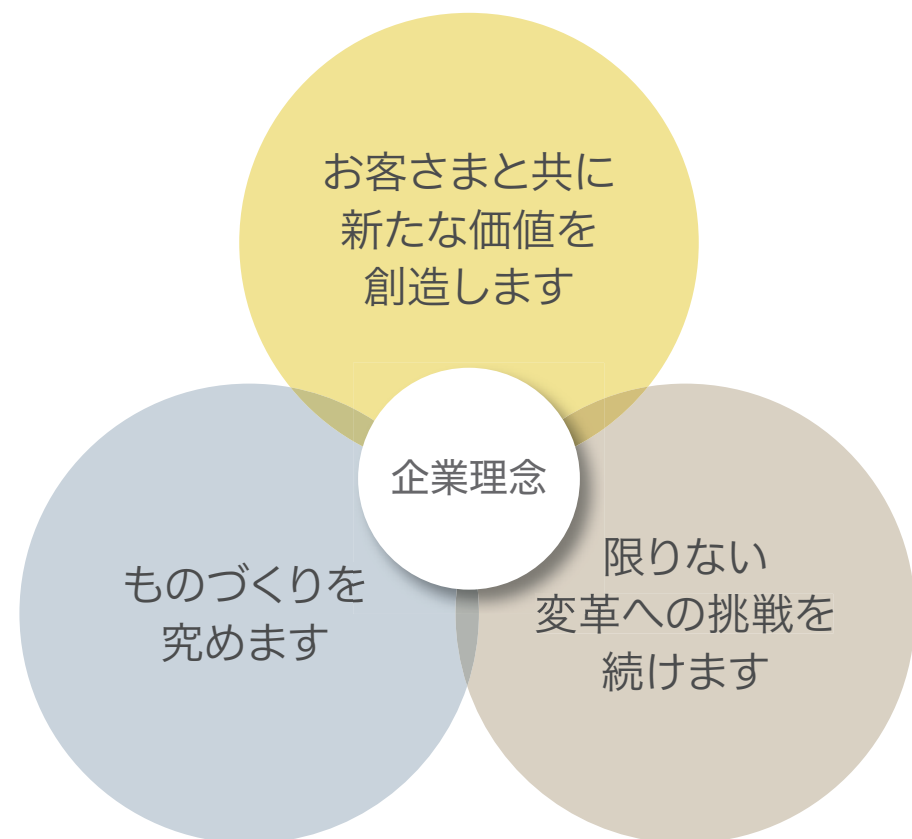 お客さまと共に
新たな価値を
創造します
企業理念
ものづくりを
究めます
限りない
変革への挑戦を
続けます